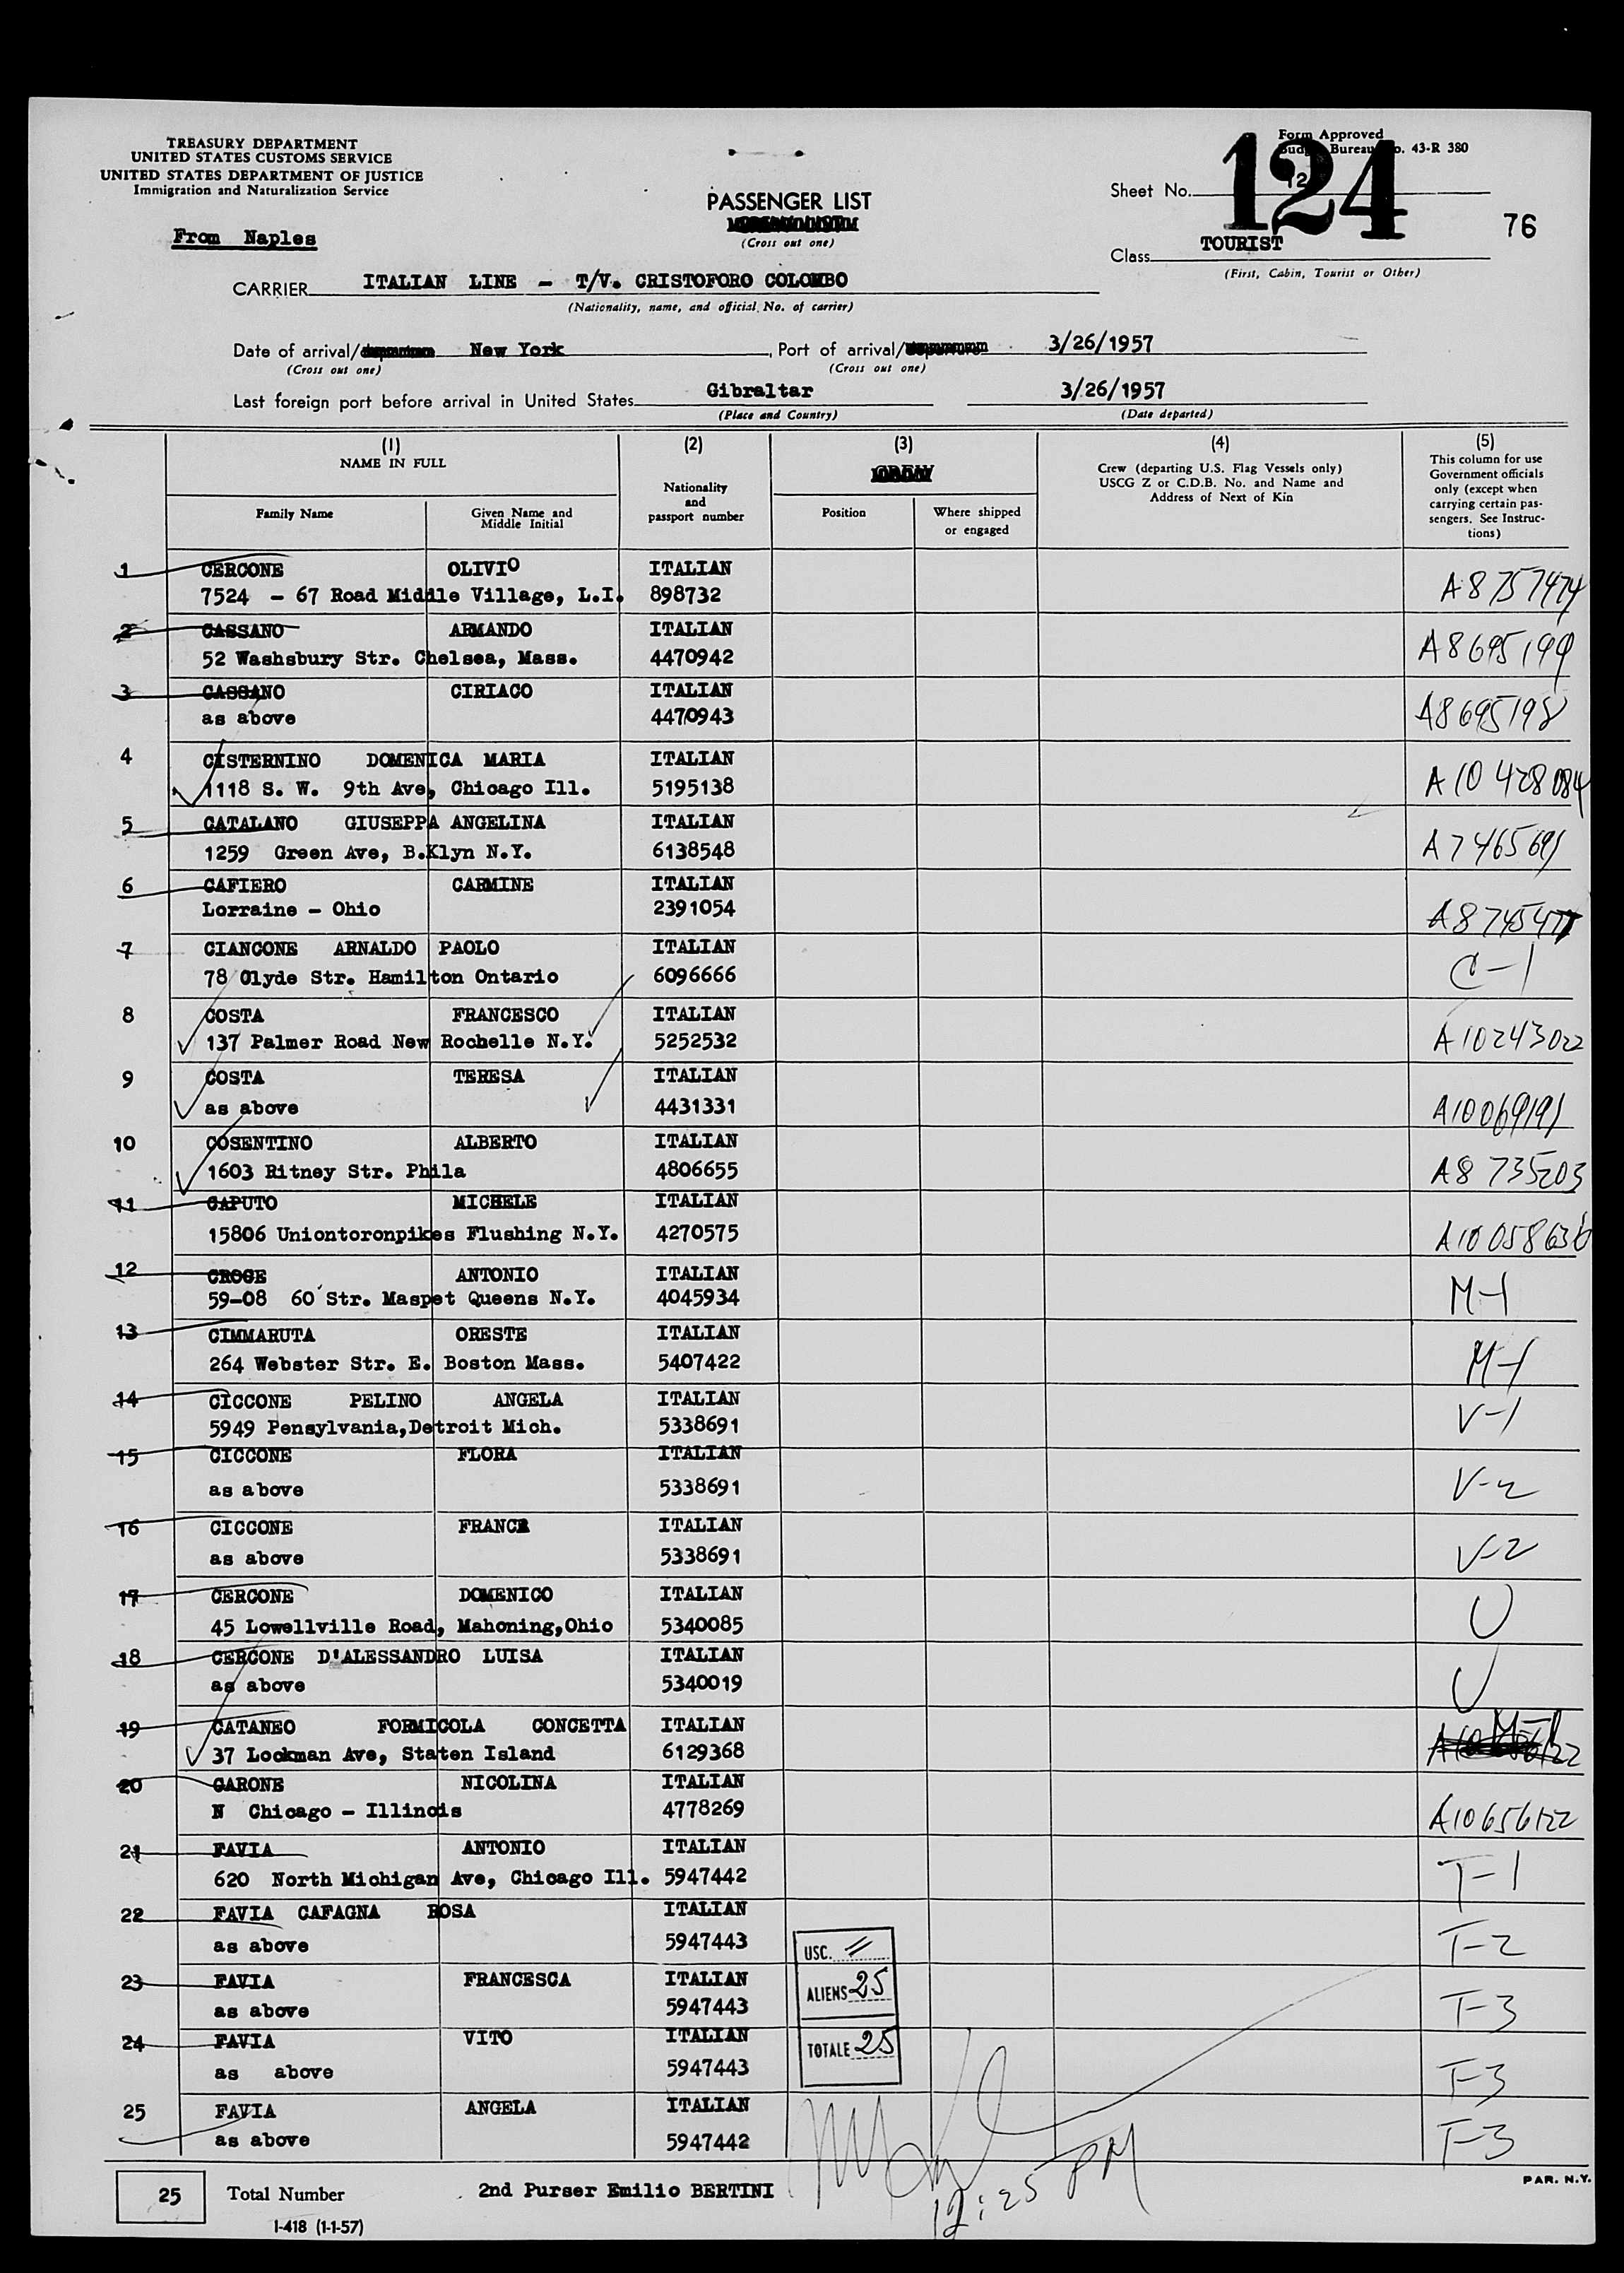 TREASURY DEPARTMENT
UNITED STATES CUSTOMS SERVICE
UNITED STATES DEPARTMENT OF JUSTICE
Immigration and Naturalization Service
From Naples
PASSENGER LIST
(Cross out one)
Form Approved
Budget Bureau No. 43-R 380
Sheet No. 124
76
Class TOURIST
(First, Cabin, Tourist or Other)
CARRIER ITALIAN LINE - T/V. CRISTOFORO COLOMBO
(Nationality, name, and official No. of carrier)
Date of arrival/ New York, Port of arrival/ 3/26/1957
(Cross out one) (Cross out one)
Last foreign port before arrival in United States Gibraltar 3/26/1957
(Place and Country) (Date departed)
(1) NAME IN FULL
Family Name
Given Name and Middle Initial
(2) Nationality and passport number
(3)
Position
Where shipped or engaged
(4) Crew (departing U.S. Flag Vessels only) USCG Z or C.D.B. No. and Name and Address of Next of Kin
(5) This column for use Government officials only (except when carrying certain passengers. See Instructions)
1 CERCONE OLIVIO ITALIAN
7524 - 67 Road Middle Village, L.I. 898732 A8757474
2 CASSANO ARMANDO ITALIAN
52 Washsbury Str. Chelsea, Mass. 4470942 A8695199
3 CASSANO CIRIACO ITALIAN
as above 4470943 A8695198
4 CISTERNINO DOMENICA MARIA ITALIAN
1118 S. W. 9th Ave, Chicago Ill. 5195138 A10 428084
5 CATALANO GIUSEPPA ANGELINA ITALIAN
1259 Green Ave, B.Klyn N.Y. 6138548 A7465691
6 CAFIERO CARMINE ITALIAN
Lorraine - Ohio 2391054 A8745477
7 CIANCONE ARNALDO PAOLO ITALIAN
78 Clyde Str. Hamilton Ontario 6096666 C-1
8 COSTA FRANCESCO ITALIAN
137 Palmer Road New Rochelle N.Y. 5252532 A10243022
9 COSTA TERESA ITALIAN
as above 4431331 A10069191
10 COSENTINO ALBERTO ITALIAN
1603 Ritney Str. Phila 4806655 A8 735203
11 CAPUTO MICHELE ITALIAN
15806 Uniontoronpikes Flushing N.Y. 4270575 A10 058636
12 CROCE ANTONIO ITALIAN
59-08 60 Str. Maspet Queens N.Y. 4045934 M-1
13 CIMMARUTA ORESTE ITALIAN
264 Webster Str. E. Boston Mass. 5407422 M-1
14 CICCONE PELINO ANGELA ITALIAN
5949 Pensylvania,Detroit Mich. 5338691 V-1
15 CICCONE FLORA ITALIAN
as above 5338691 V-2
16 CICCONE FRANCA ITALIAN
as above 5338691 V-2
17 CERCONE DOMENICO ITALIAN
45 Lowellville Road, Mahoning,Ohio 5340085 U
18 CERCONE D'ALESSANDRO LUISA ITALIAN
as above 5340019 U
19 CATANEO FORMICOLA CONCETTA ITALIAN
37 Lockman Ave, Staten Island 6129368 M-1
20 CARONE NICOLINA ITALIAN
N Chicago - Illinois 4778269 A10656122
21 FAVIA ANTONIO ITALIAN
620 North Michigan Ave, Chicago Ill. 5947442 T-1
22 FAVIA CAFAGNA ROSA ITALIAN
as above 5947443 T-2
23 FAVIA FRANCESCA ITALIAN
as above 5947443 T-3
24 FAVIA VITO ITALIAN
as above 5947443 T-3
25 FAVIA ANGELA ITALIAN
as above 5947442 T-3
USC.
ALIENS 25
TOTALE 25
25 Total Number
2nd Purser Emilio BERTINI
12:25 PM
PAR. N.Y.
I-418 (1-1-57)